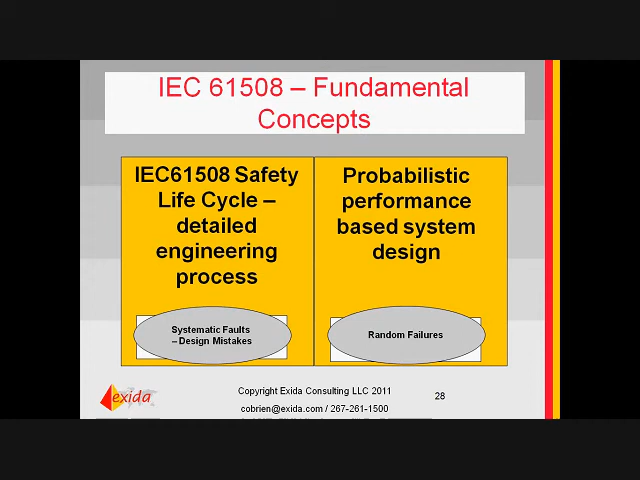 IEC 61508 – Fundamental
Concepts
IEC61508 Safety
Life Cycle –
detailed
engineering
process
Probabilistic
performance
based system
design
Systematic Faults
– Design Mistakes
Random Failures
exida
Copyright Exida Consulting LLC 2011
cobrien@exida.com / 267-261-1500
28